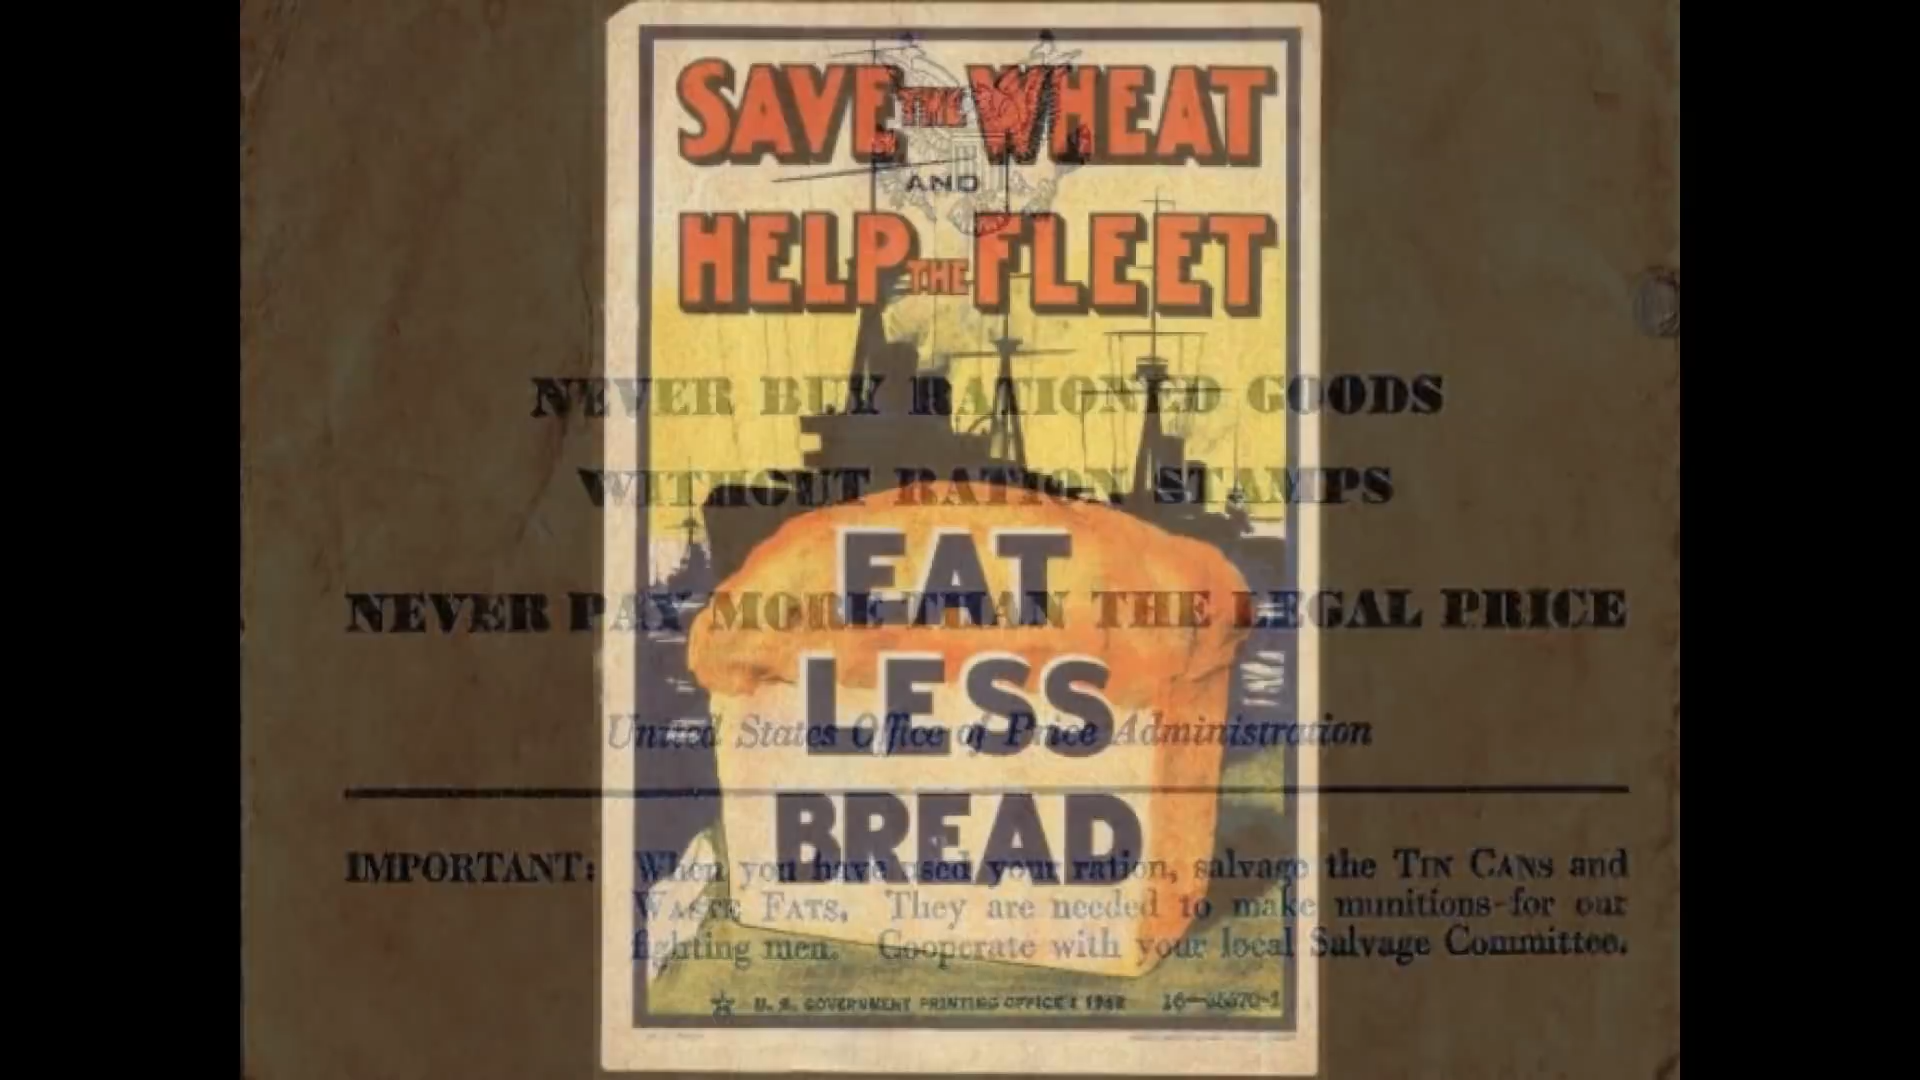 SAVE THE WHEAT
AND
HELP THE FLEET
NEVER BUY RATIONED GOODS
WITHOUT RATION STAMPS
EAT
NEVER PAY MORE THAN THE LEGAL PRICE
LESS
United States Office of Price Administration
BREAD
IMPORTANT: When you have used your ration, salvage the TIN CANS and
WASTE FATS. They are needed to make munitions for our
fighting men. Cooperate with your local Salvage Committee.
U. S. GOVERNMENT PRINTING OFFICE